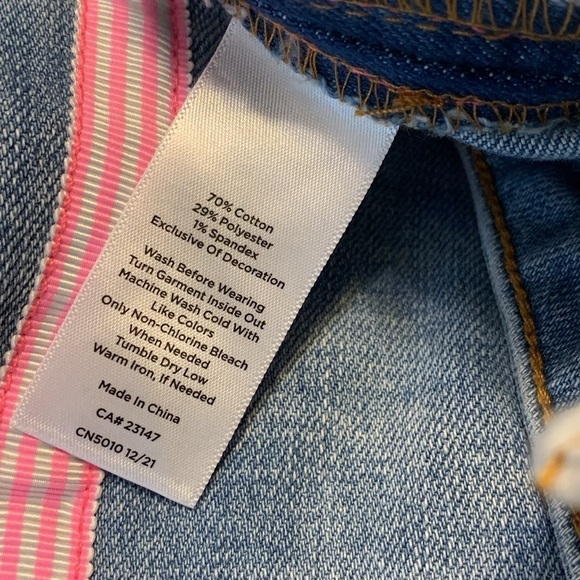 70% Cotton
29% Polyester
1% Spandex
Exclusive Of Decoration
Wash Before Wearing
Turn Garment Inside Out
Machine Wash Cold With
Like Colors
Only Non-Chlorine Bleach
When Needed
Tumble Dry Low
Warm Iron, If Needed
Made In China
CA# 23147
CN5010 12/21